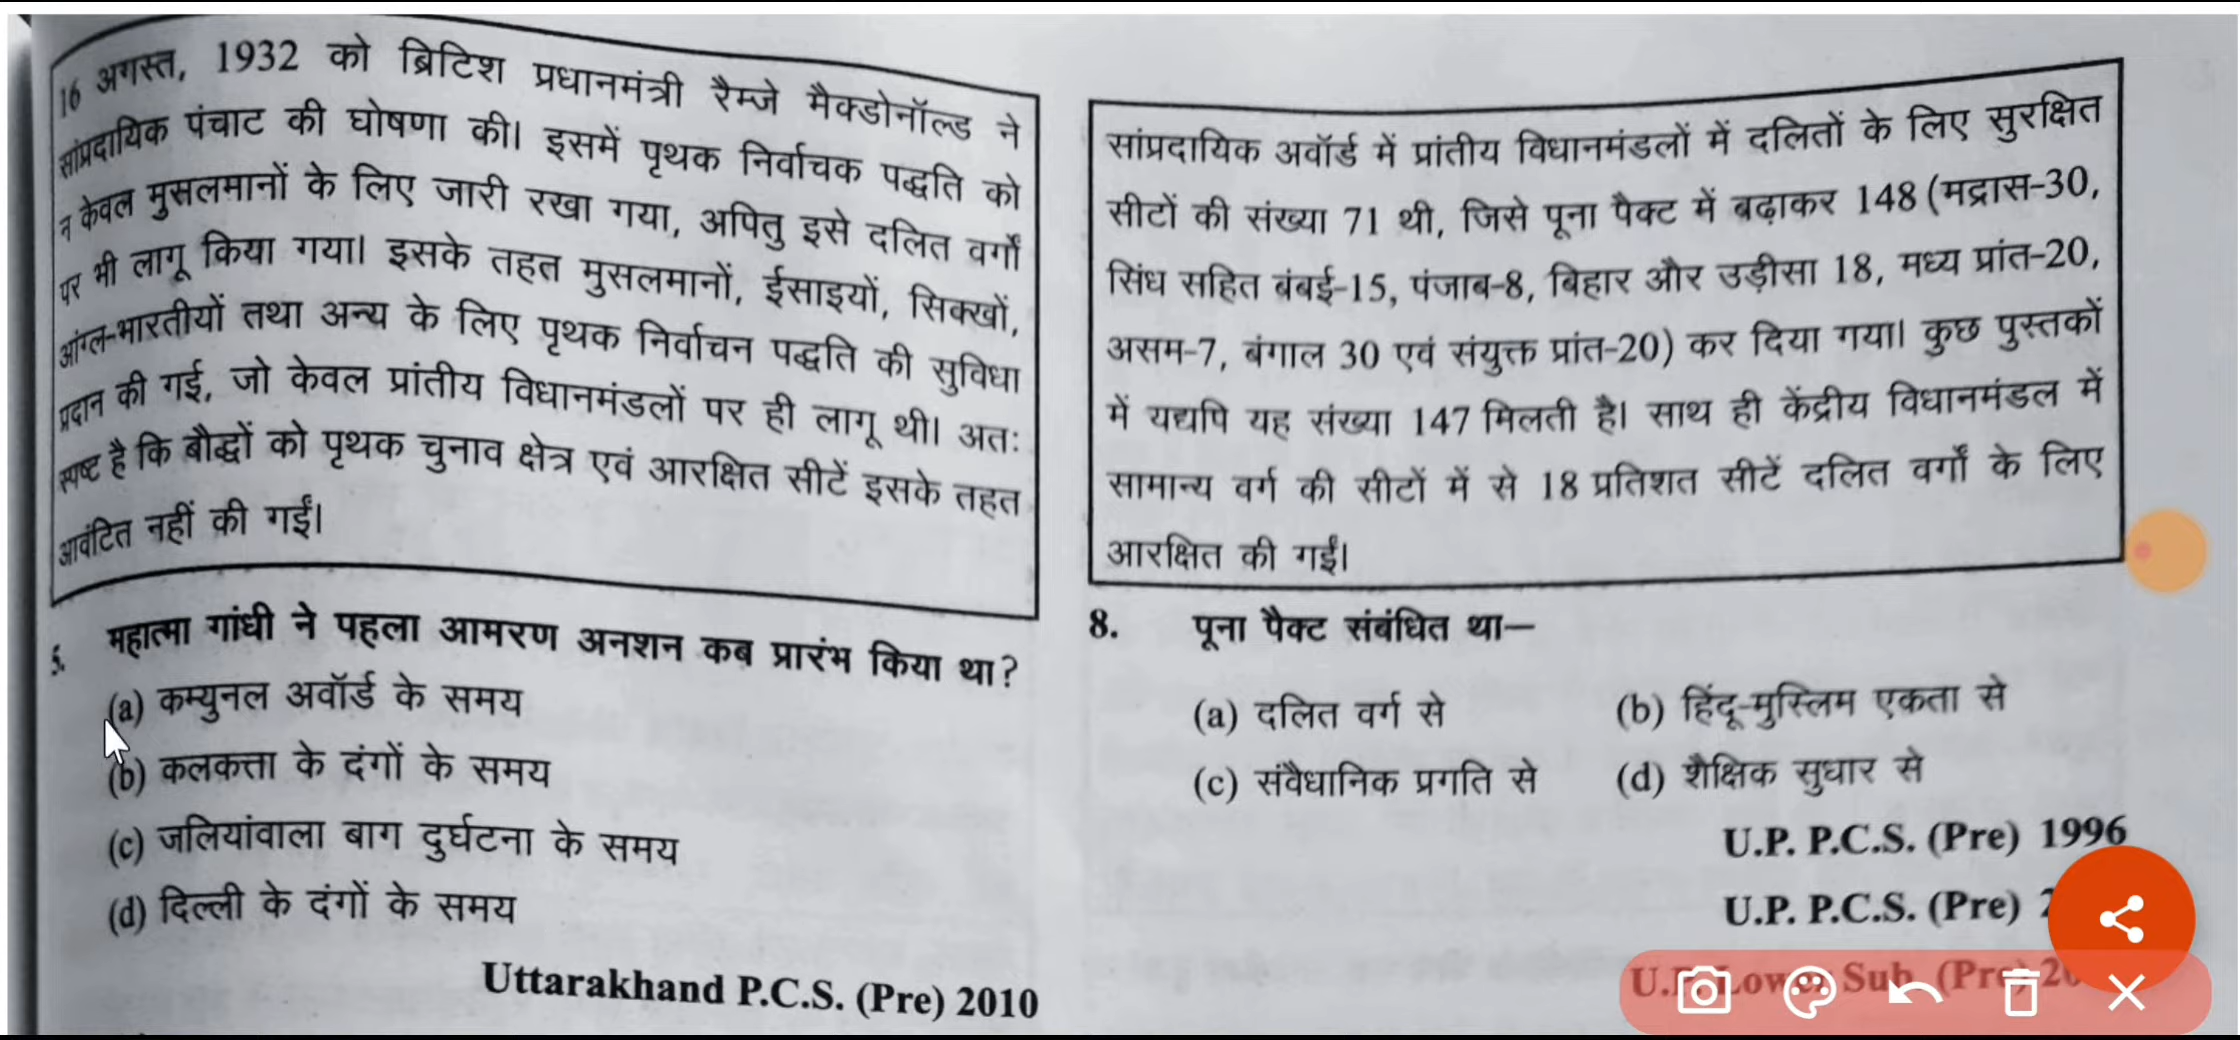 16 अगस्त, 1932 को ब्रिटिश प्रधानमंत्री रैम्जे मैक्डोनॉल्ड ने
सांप्रदायिक पंचाट की घोषणा की। इसमें पृथक निर्वाचक पद्धति को
न केवल मुसलमानों के लिए जारी रखा गया, अपितु इसे दलित वर्गों
पर भी लागू किया गया। इसके तहत मुसलमानों, ईसाइयों, सिक्खों,
आंग्ल-भारतीयों तथा अन्य के लिए पृथक निर्वाचन पद्धति की सुविधा
प्रदान की गई, जो केवल प्रांतीय विधानमंडलों पर ही लागू थी। अतः
स्पष्ट है कि बौद्धों को पृथक चुनाव क्षेत्र एवं आरक्षित सीटें इसके तहत
आवंटित नहीं की गईं।
5. महात्मा गांधी ने पहला आमरण अनशन कब प्रारंभ किया था?
(a) कम्युनल अवॉर्ड के समय
(b) कलकत्ता के दंगों के समय
(c) जलियांवाला बाग दुर्घटना के समय
(d) दिल्ली के दंगों के समय
Uttarakhand P.C.S. (Pre) 2010
सांप्रदायिक अवॉर्ड में प्रांतीय विधानमंडलों में दलितों के लिए सुरक्षित
सीटों की संख्या 71 थी, जिसे पूना पैक्ट में बढ़ाकर 148 (मद्रास-30,
सिंध सहित बंबई-15, पंजाब-8, बिहार और उड़ीसा 18, मध्य प्रांत-20,
असम-7, बंगाल 30 एवं संयुक्त प्रांत-20) कर दिया गया। कुछ पुस्तकों
में यद्यपि यह संख्या 147 मिलती है। साथ ही केंद्रीय विधानमंडल में
सामान्य वर्ग की सीटों में से 18 प्रतिशत सीटें दलित वर्गों के लिए
आरक्षित की गईं।
8. पूना पैक्ट संबंधित था—
(a) दलित वर्ग से (b) हिंदू-मुस्लिम एकता से
(c) संवैधानिक प्रगति से (d) शैक्षिक सुधार से
U.P. P.C.S. (Pre) 1996
U.P. P.C.S. (Pre)
U.P. Lower Sub. (Pre)